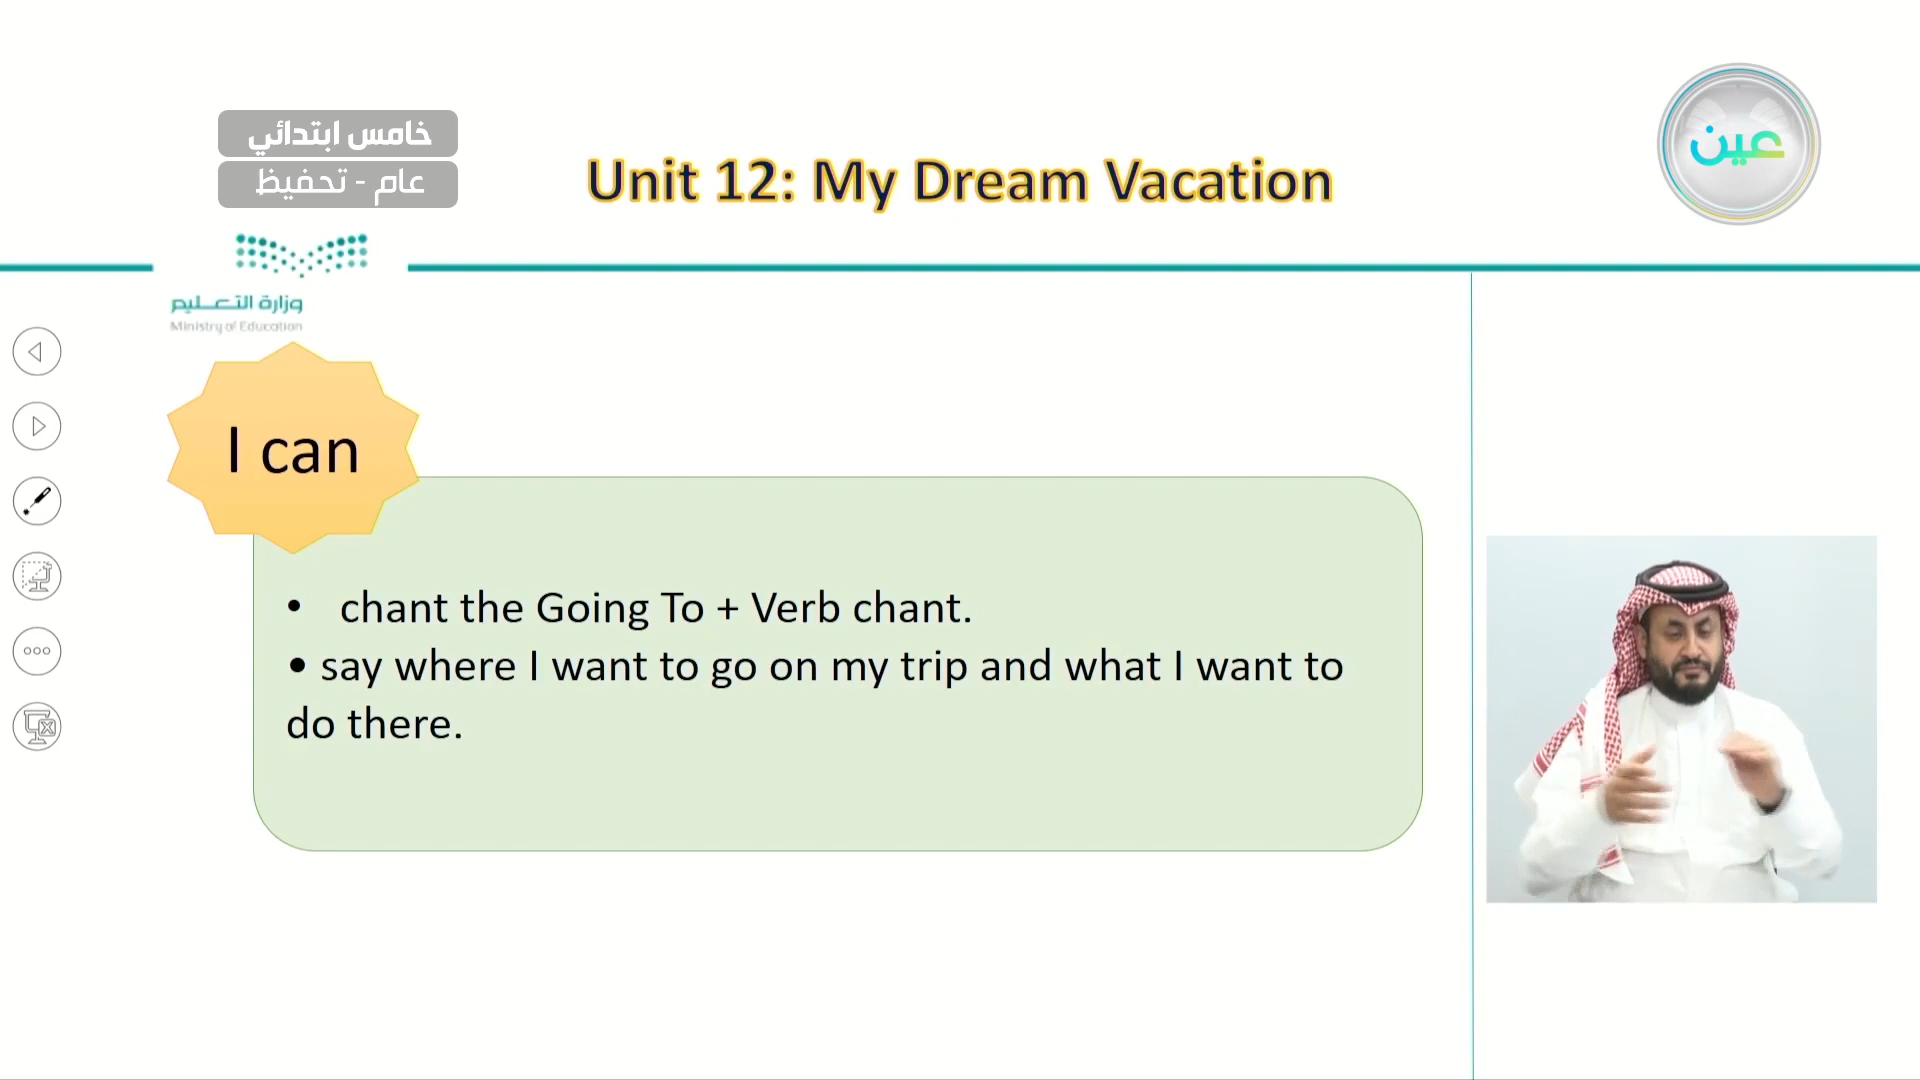 خامس ابتدائي
عام - تحفيظ
Unit 12: My Dream Vacation
عين
وزارة التعليم
Ministry of Education
I can
• chant the Going To + Verb chant.
• say where I want to go on my trip and what I want to
do there.